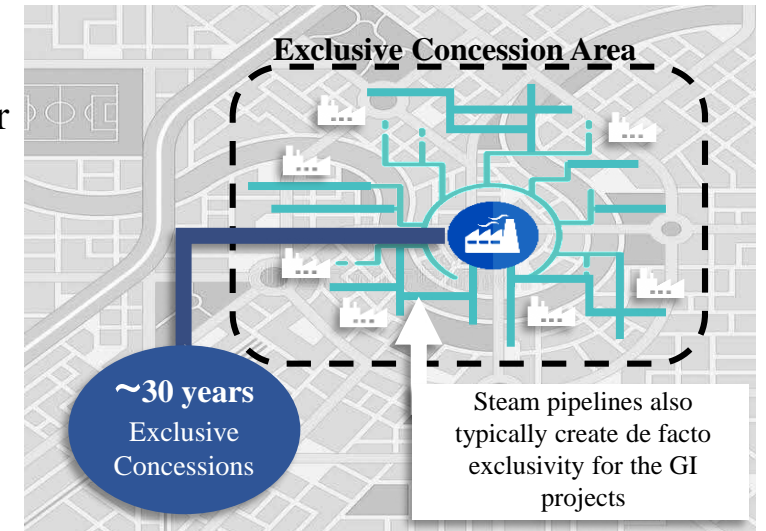 Exclusive Concession Area
r
~30 years
Exclusive
Concessions
Steam pipelines also
typically create de facto
exclusivity for the GI
projects